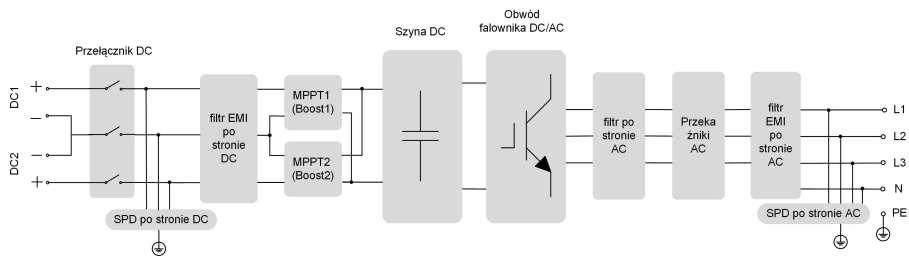 Obwód
falownika DC/AC
Szyna DC
Przełącznik DC
DC1
+
−
DC2
−
+
filtr EMI
po
stronie
DC
MPPT1
(Boost1)
MPPT2
(Boost2)
filtr po
stronie
AC
Przeka
źniki
AC
filtr
EMI
po
stronie
AC
L1
L2
L3
N
PE
SPD po stronie DC
SPD po stronie AC